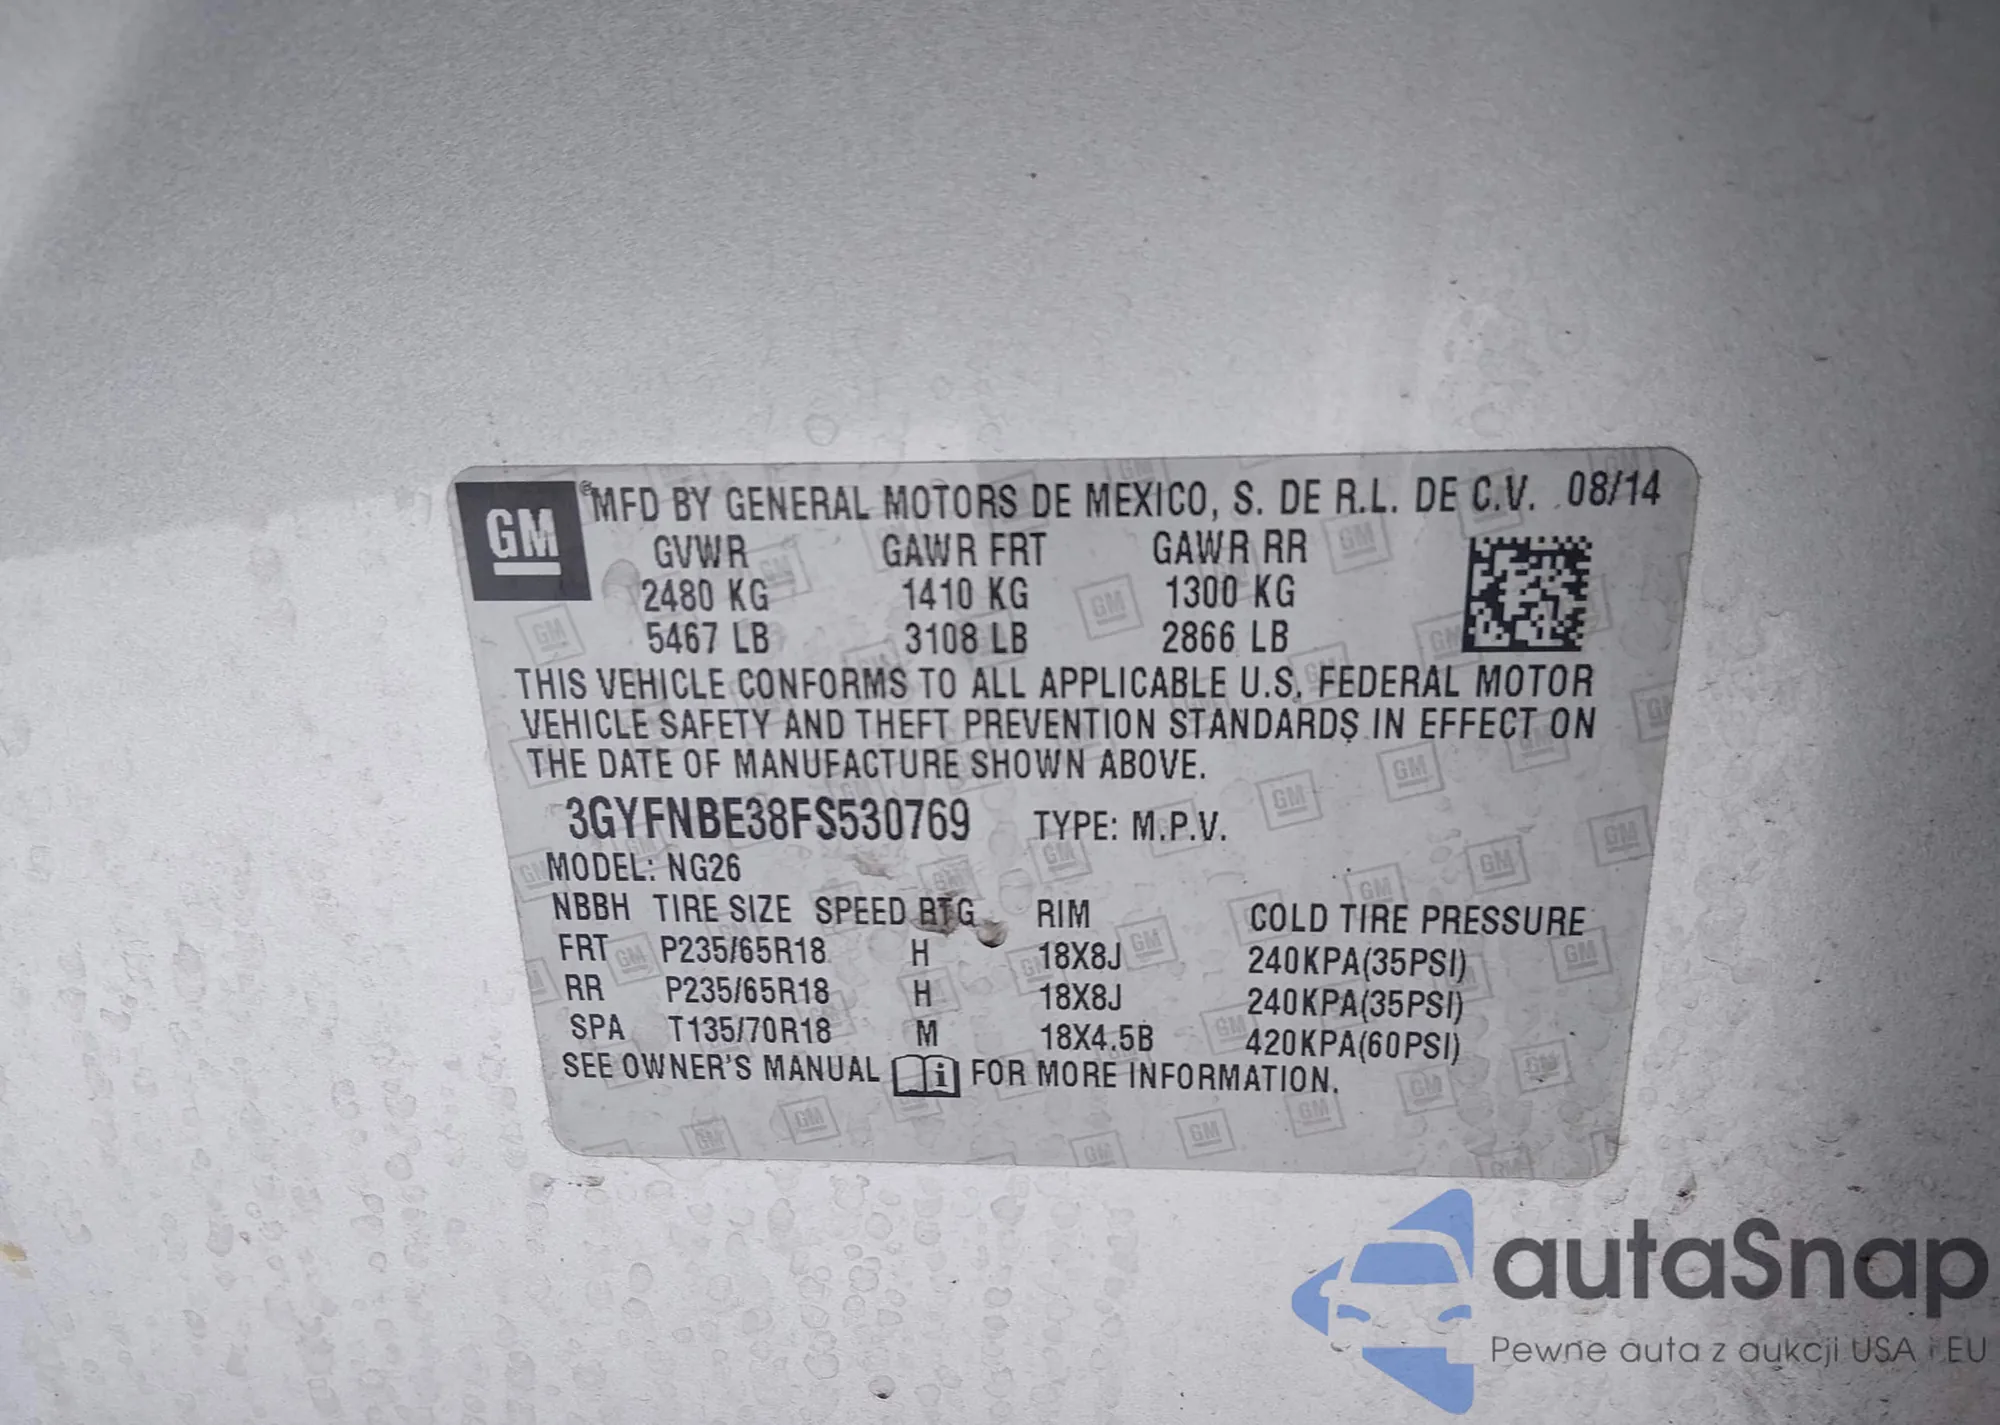 GM
®MFD BY GENERAL MOTORS DE MEXICO, S. DE R.L. DE C.V. 08/14
GVWR GAWR FRT GAWR RR
2480 KG 1410 KG 1300 KG
5467 LB 3108 LB 2866 LB
THIS VEHICLE CONFORMS TO ALL APPLICABLE U.S. FEDERAL MOTOR
VEHICLE SAFETY AND THEFT PREVENTION STANDARDS IN EFFECT ON
THE DATE OF MANUFACTURE SHOWN ABOVE.
3GYFNBE38FS530769 TYPE: M.P.V.
MODEL: NG26
NBBH TIRE SIZE SPEED RTG RIM COLD TIRE PRESSURE
FRT P235/65R18 H 18X8J 240KPA(35PSI)
RR P235/65R18 H 18X8J 240KPA(35PSI)
SPA T135/70R18 M 18X4.5B 420KPA(60PSI)
SEE OWNER'S MANUAL i FOR MORE INFORMATION.
autaSnap
Pewne auta z aukcji USA i EU